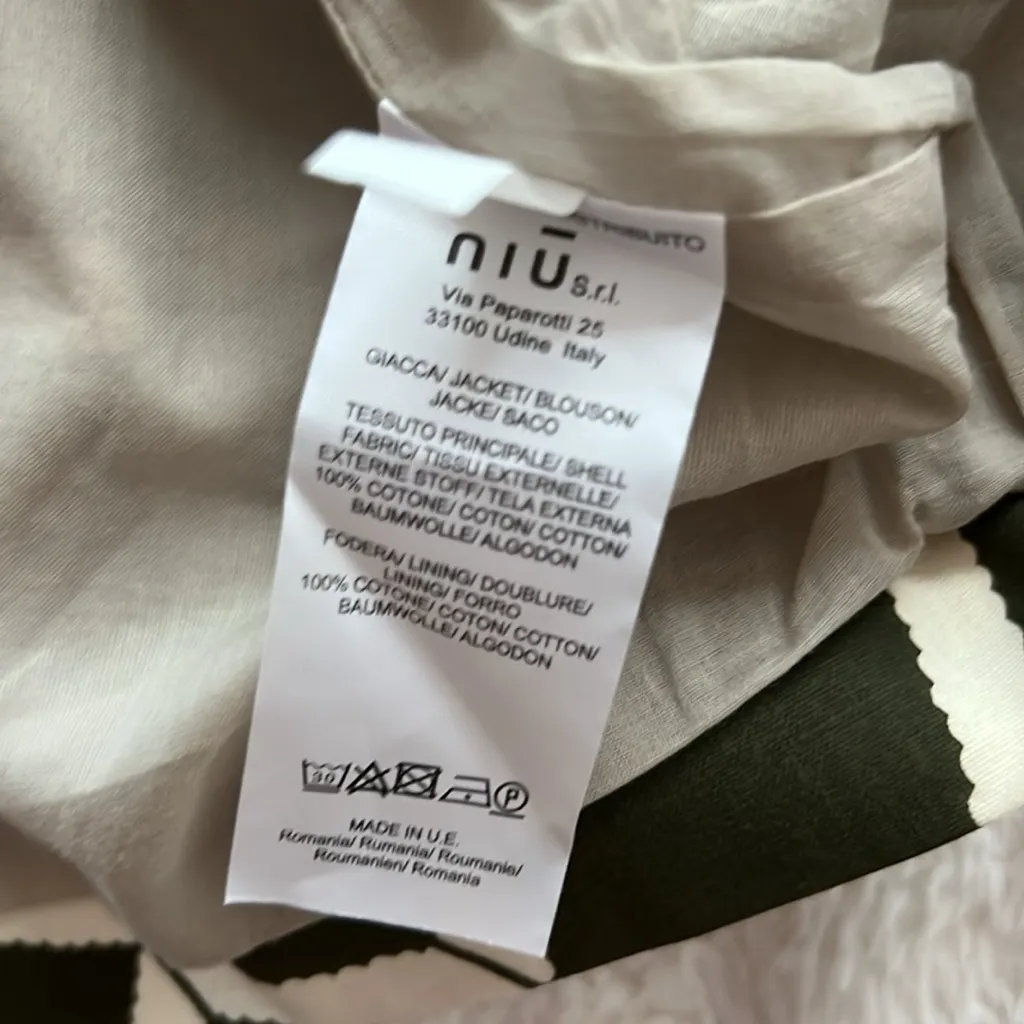 niū s.r.l.
Via Paparotti 25
33100 Udine Italy
GIACCA/ JACKET/ BLOUSON/
JACKE/ SACO
TESSUTO PRINCIPALE/ SHELL
FABRIC/ TISSU EXTERNELLE/
EXTERNE STOFF/ TELA EXTERNA
100% COTONE/ COTON/ COTTON/
BAUMWOLLE/ ALGODON
FODERA/ LINING/ DOUBLURE/
LINING/ FORRO
100% COTONE/ COTON/ COTTON/
BAUMWOLLE/ ALGODON
30 P
MADE IN U.E.
Romania/ Rumania/ Roumanie/
Roumanien/ Romania